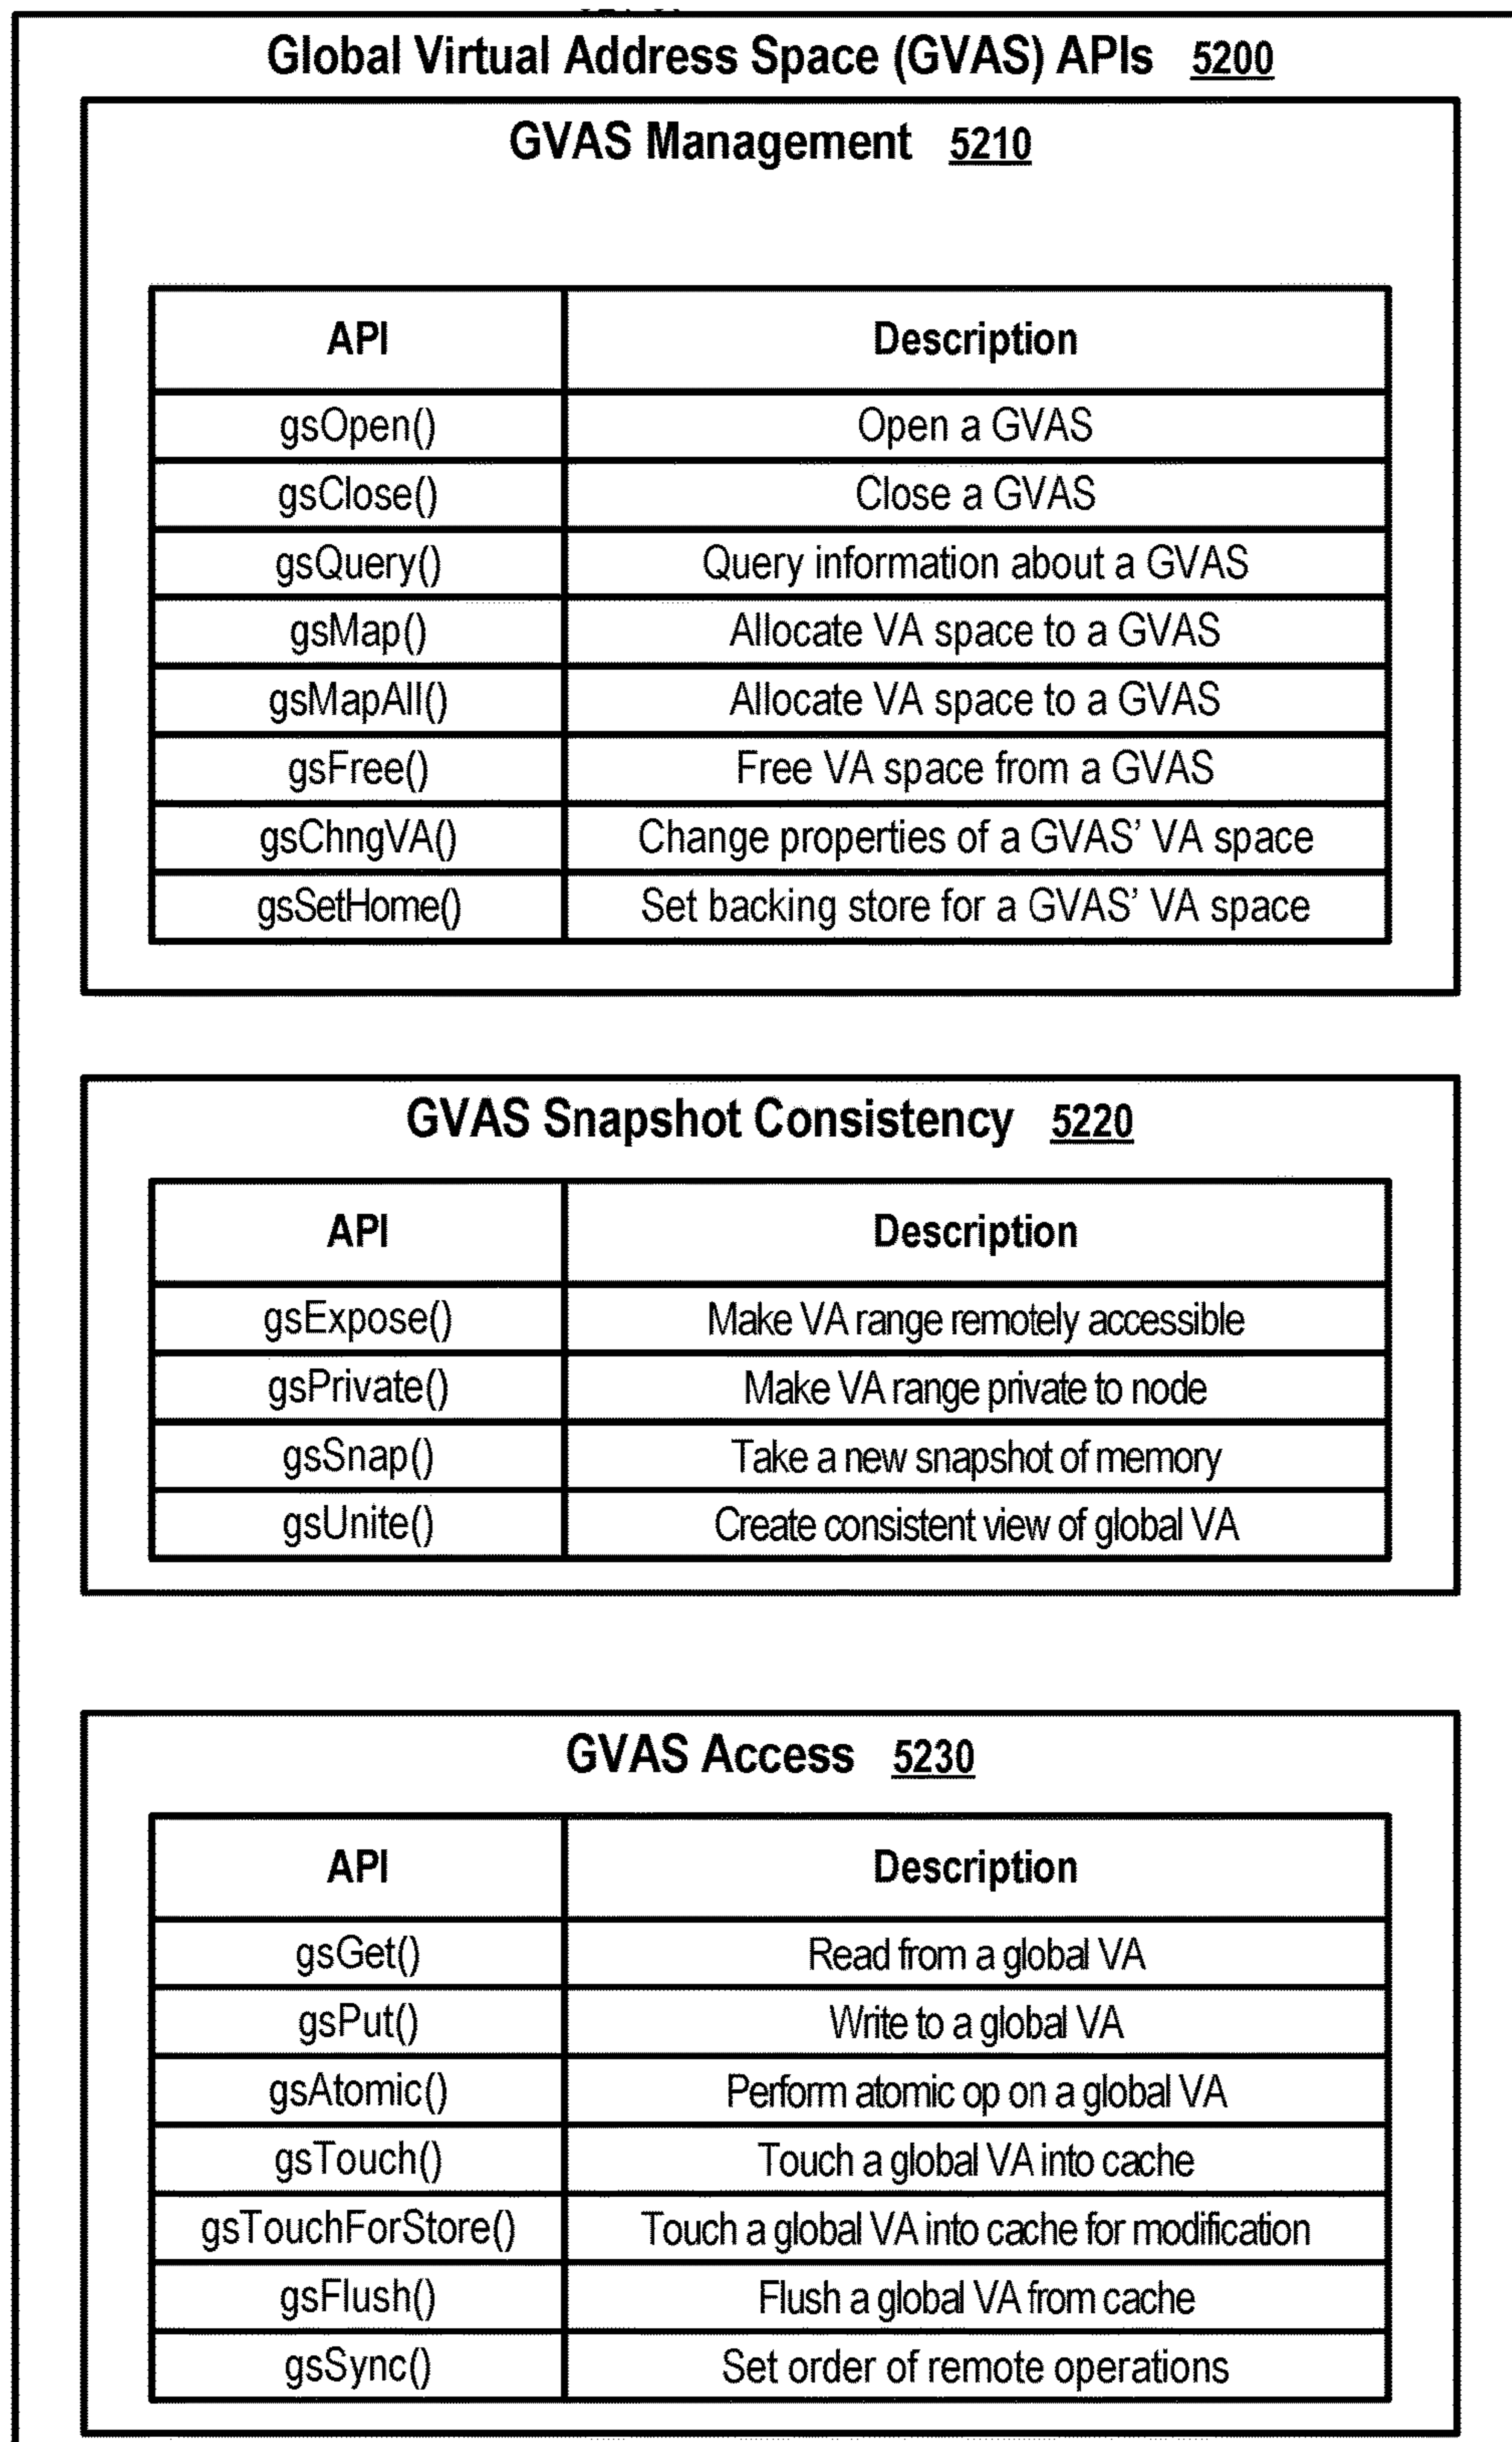 Global Virtual Address Space (GVAS) APIs 5200
GVAS Management 5210
API Description
gsOpen() Open a GVAS
gsClose() Close a GVAS
gsQuery() Query information about a GVAS
gsMap() Allocate VA space to a GVAS
gsMapAll() Allocate VA space to a GVAS
gsFree() Free VA space from a GVAS
gsChngVA() Change properties of a GVAS’ VA space
gsSetHome() Set backing store for a GVAS’ VA space
GVAS Snapshot Consistency 5220
API Description
gsExpose() Make VA range remotely accessible
gsPrivate() Make VA range private to node
gsSnap() Take a new snapshot of memory
gsUnite() Create consistent view of global VA
GVAS Access 5230
API Description
gsGet() Read from a global VA
gsPut() Write to a global VA
gsAtomic() Perform atomic op on a global VA
gsTouch() Touch a global VA into cache
gsTouchForStore() Touch a global VA into cache for modification
gsFlush() Flush a global VA from cache
gsSync() Set order of remote operations